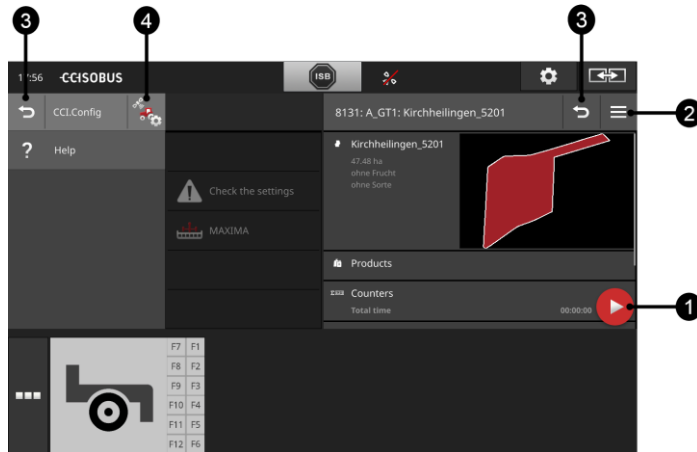 3 4 3
17:56 CCISOBUS ISB
CCI.Config 8131: A_GT1: Kirchheilingen_5201 2
? Help Kirchheilingen_5201
47.48 ha
ohne Frucht
ohne Sorte
Check the settings
MAXIMA
Products
Counters
Total time 00:00:00 1
F7 F1
F8 F2
F9 F3
F10 F4
F11 F5
F12 F6